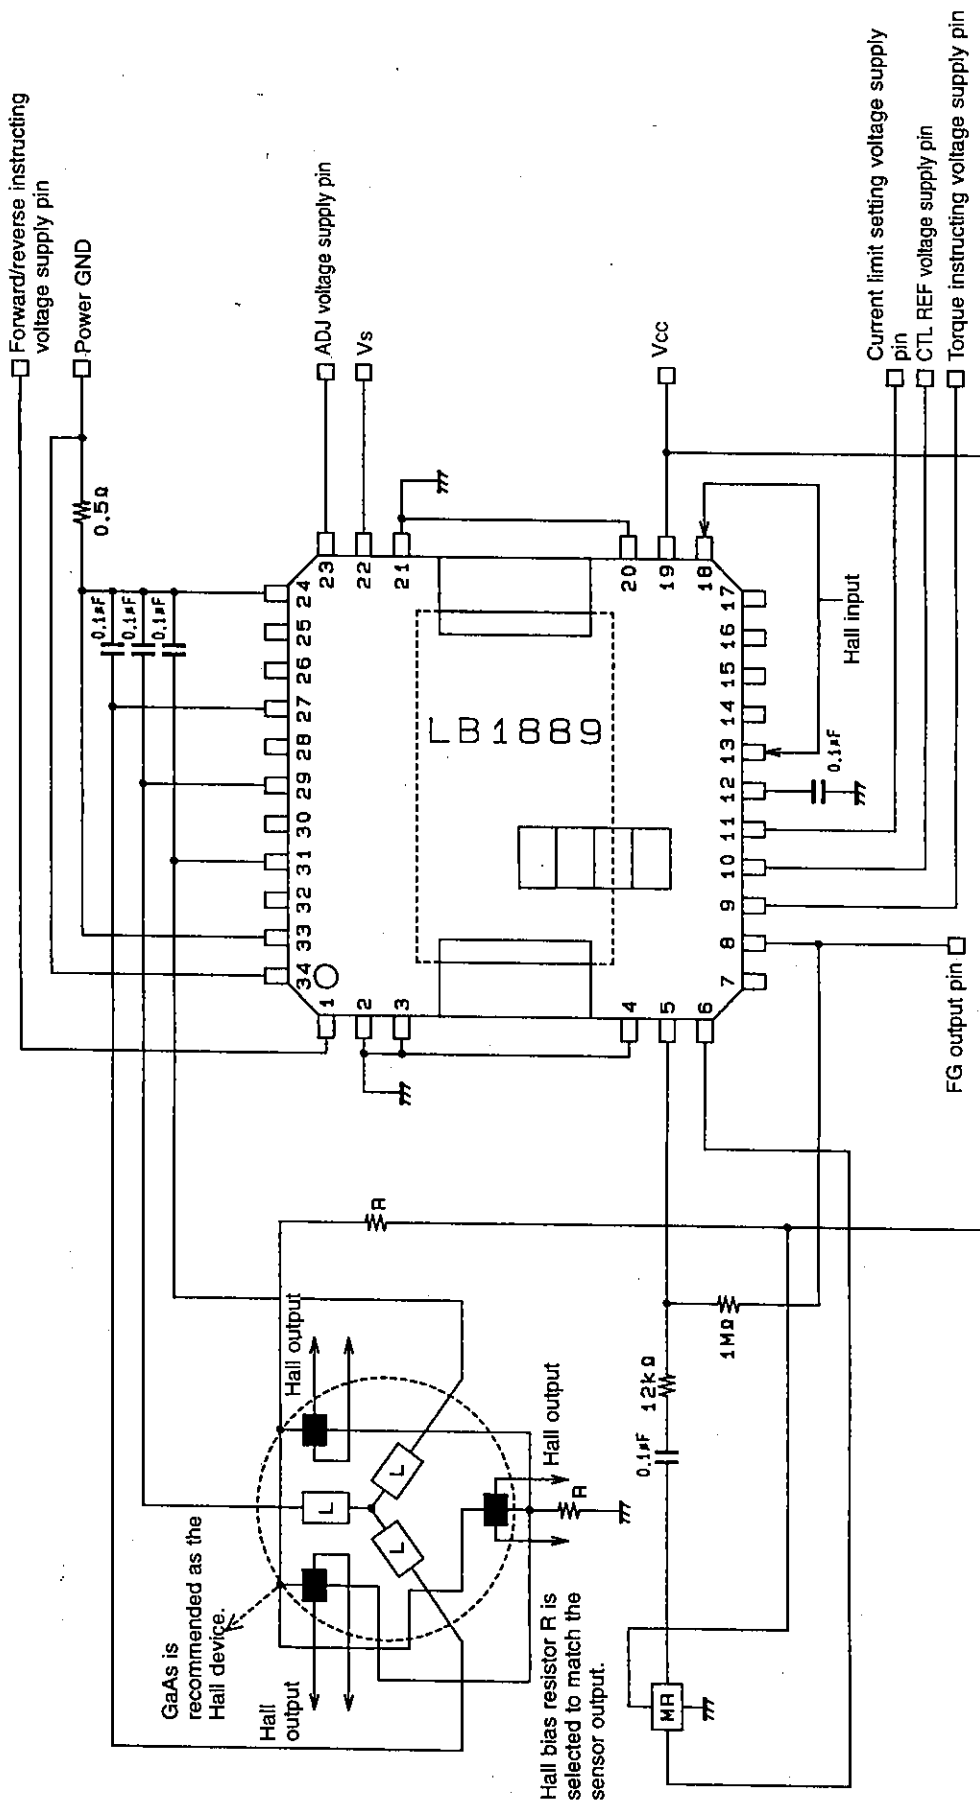 Forward/reverse instructing
voltage supply pin
Power GND
0.5Ω
0.1µF
0.1µF
0.1µF
ADJ voltage supply pin
Vs
Vcc
Current limit setting voltage supply
pin
CTL REF voltage supply pin
Torque instructing voltage supply pin
34 33 32 31 30 29 28 27 26 25 24
1
2
3
4
5
6
23
22
21
20
19
18
7 8 9 10 11 12 13 14 15 16 17
LB1889
0.1µF
Hall input
FG output pin
GaAs is
recommended as the
Hall device.
Hall
output
Hall output
Hall output
L
L
L
R
R
Hall bias resistor R is
selected to match the
sensor output.
0.1µF
12kΩ
1MΩ
MR